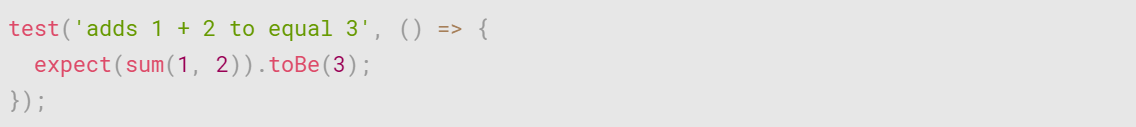 test('adds 1 + 2 to equal 3', () => {
  expect(sum(1, 2)).toBe(3);
});